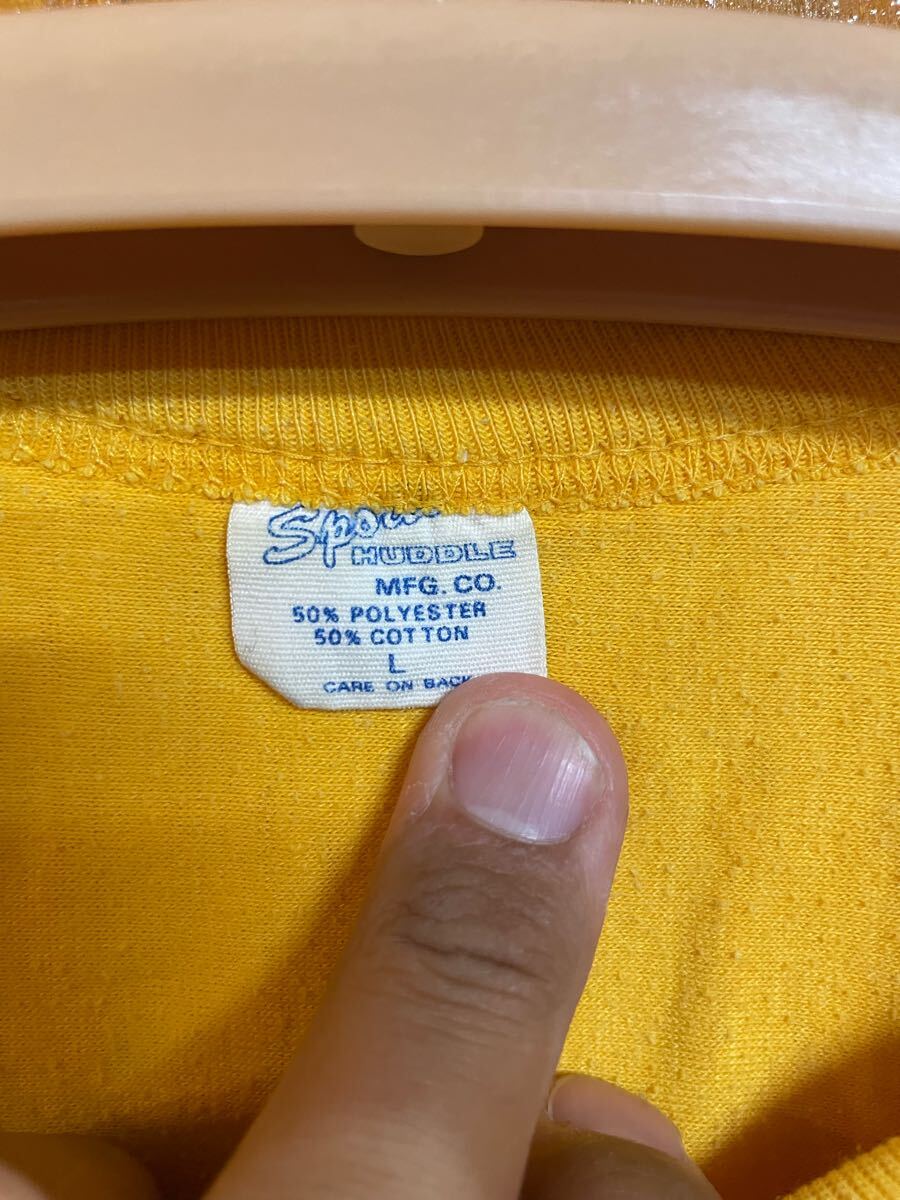 HUDDLE
MFG. CO.
50% POLYESTER
50% COTTON
L
CARE ON BACK